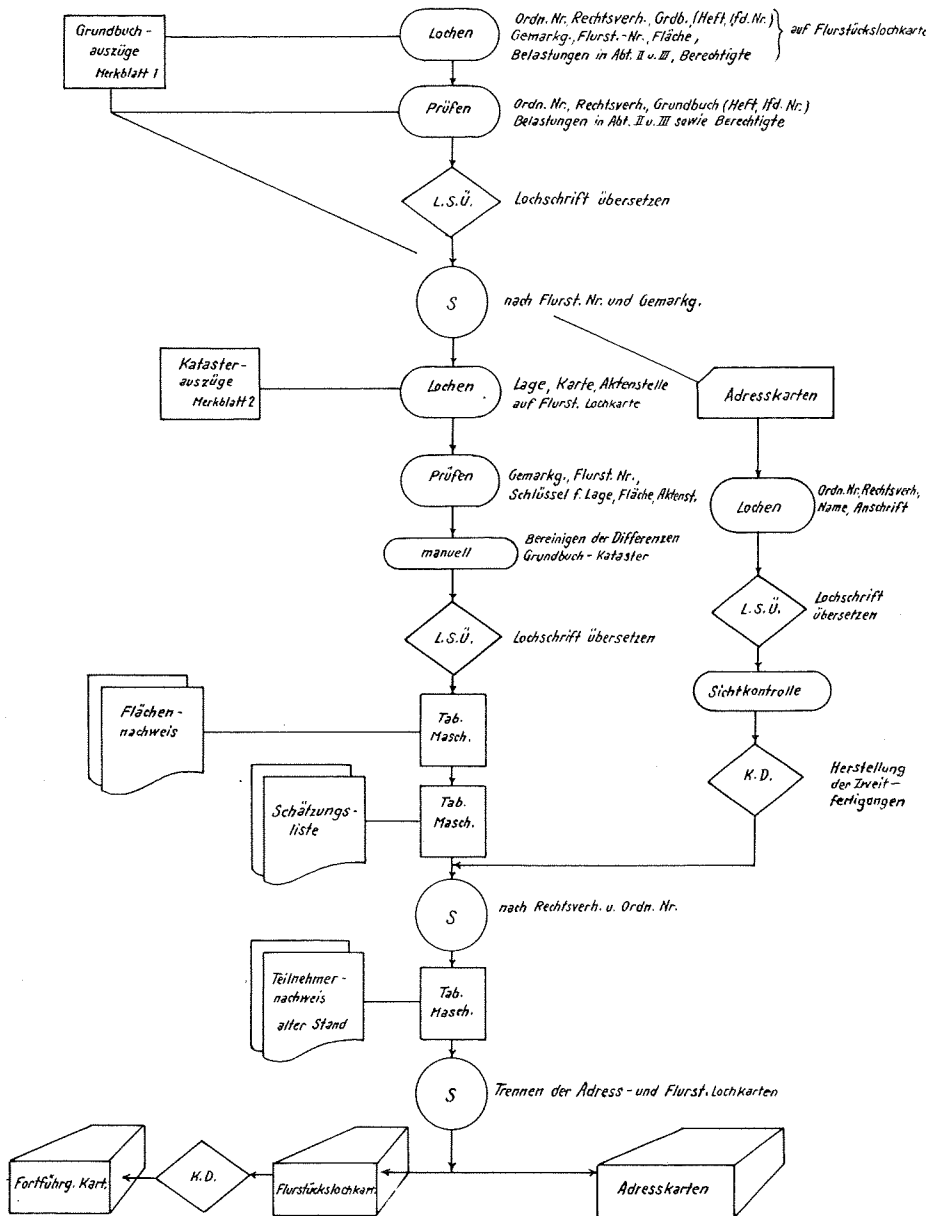 Grundbuch-
auszüge
Merkblatt 1
Lochen
Ordn. Nr, Rechtsverh., Grdb. (Heft, lfd. Nr.)
Gemarkg., Flurst.-Nr., Fläche,
Belastungen in Abt. II u. III, Berechtigte
auf Flurstückslochkarte
Prüfen
Ordn. Nr., Rechtsverh., Grundbuch (Heft, lfd. Nr.)
Belastungen in Abt. II u. III sowie Berechtigte
L.S.Ü.
Lochschrift übersetzen
S
nach Flurst. Nr. und Gemarkg.
Kataster-
auszüge
Merkblatt 2
Lochen
Lage, Karte, Aktenstelle
auf Flurst. Lochkarte
Adresskarten
Prüfen
Gemarkg., Flurst. Nr.,
Schlüssel f. Lage, Fläche, Aktenst.
Lochen
Ordn. Nr, Rechtsverh.,
Name, Anschrift
manuell
Bereinigen der Differenzen
Grundbuch - Kataster
L.S.Ü.
Lochschrift übersetzen
L.S.Ü.
Lochschrift
übersetzen
Sichtkontrolle
Flächen-
nachweis
Tab.
Masch.
K.D.
Herstellung
der Zweit-
fertigungen
Schätzungs-
liste
Tab.
Masch.
S
nach Rechtsverh. u. Ordn. Nr.
Teilnehmer-
nachweis
alter Stand
Tab.
Masch.
S
Trennen der Adress- und Flurst. Lochkarten
Fortführg. Kart.
K.D.
Flurstückslochkart.
Adresskarten